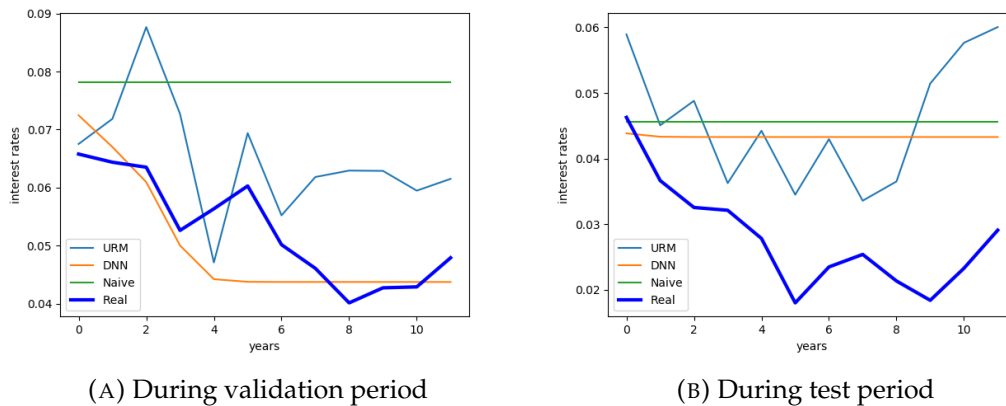 0.09
0.08
0.07
0.06
0.05
0.04
interest rates
URM
DNN
Naive
Real
0 2 4 6 8 10
years
(A) During validation period
0.06
0.05
0.04
0.03
0.02
interest rates
URM
DNN
Naive
Real
0 2 4 6 8 10
years
(B) During test period